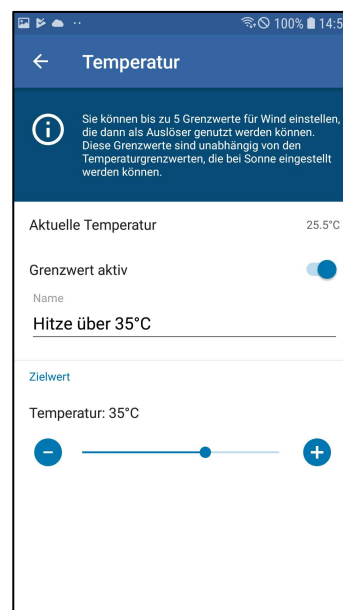 100% 14:5
Temperatur
Sie können bis zu 5 Grenzwerte für Wind einstellen,
die dann als Auslöser genutzt werden können.
Diese Grenzwerte sind unabhängig von den
Temperaturgrenzwerten, die bei Sonne eingestellt
werden können.
Aktuelle Temperatur 25.5°C
Grenzwert aktiv
Name
Hitze über 35°C
Zielwert
Temperatur: 35°C